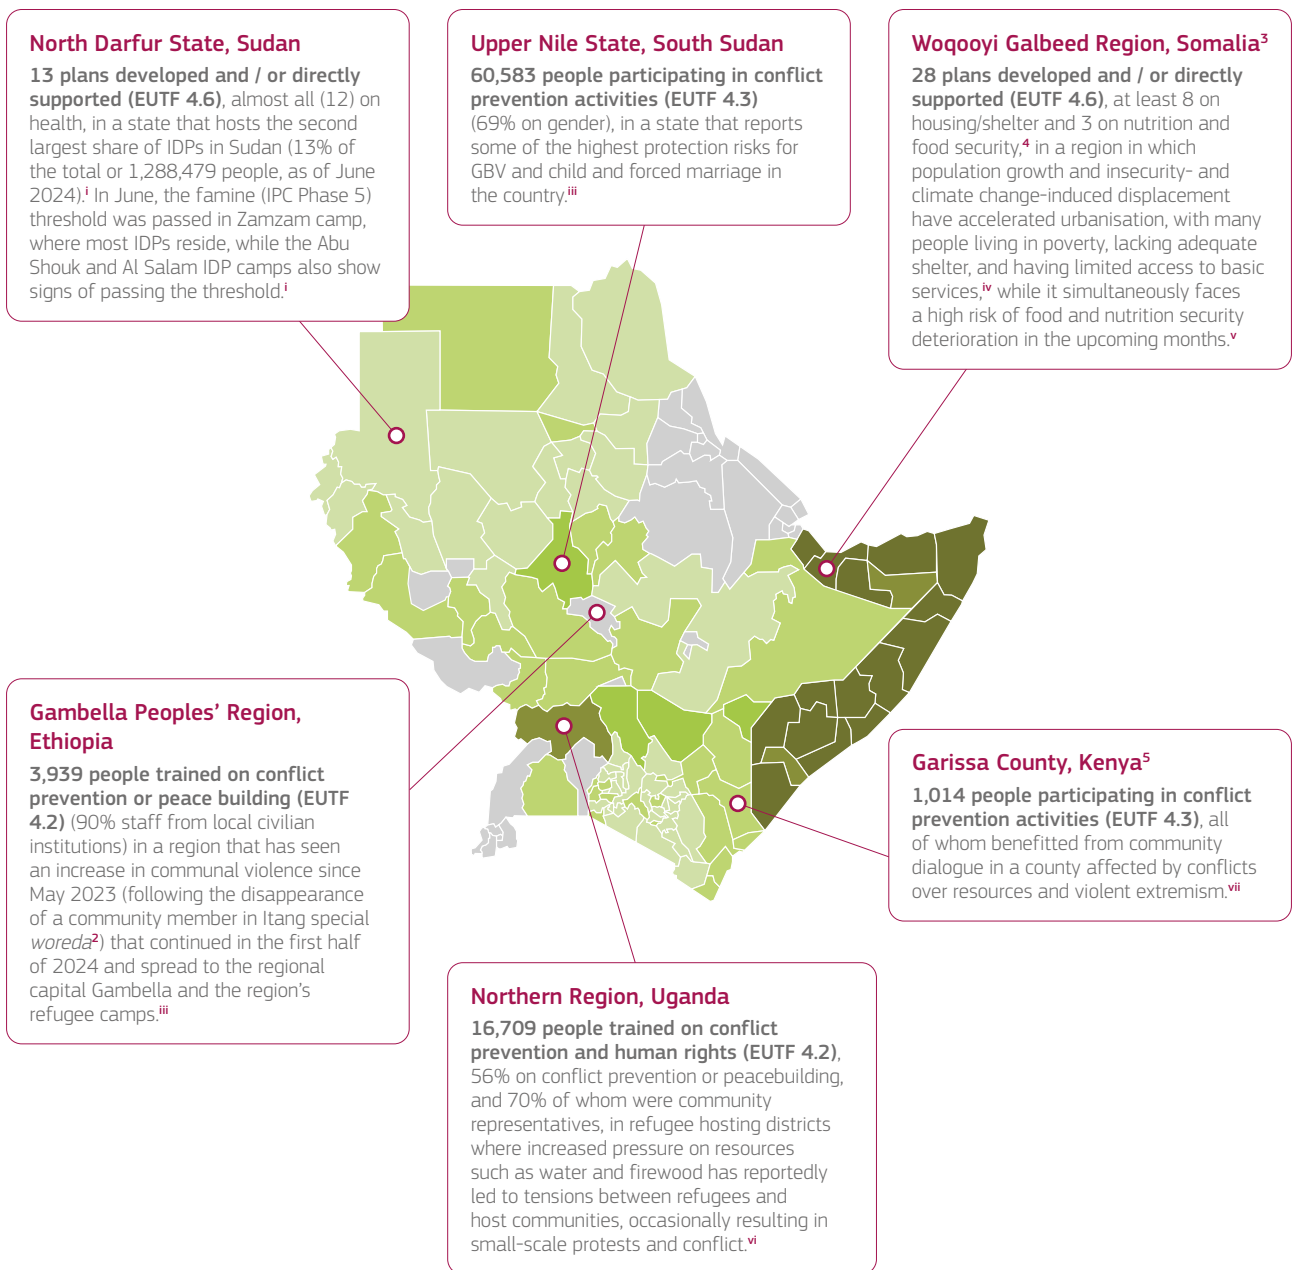 North Darfur State, Sudan
13 plans developed and / or directly
supported (EUTF 4.6), almost all (12) on
health, in a state that hosts the second
largest share of IDPs in Sudan (13% of
the total or 1,288,479 people, as of June
2024).i In June, the famine (IPC Phase 5)
threshold was passed in Zamzam camp,
where most IDPs reside, while the Abu
Shouk and Al Salam IDP camps also show
signs of passing the threshold.i
Upper Nile State, South Sudan
60,583 people participating in conflict
prevention activities (EUTF 4.3)
(69% on gender), in a state that reports
some of the highest protection risks for
GBV and child and forced marriage in
the country.iii
Woqooyi Galbeed Region, Somalia3
28 plans developed and / or directly
supported (EUTF 4.6), at least 8 on
housing/shelter and 3 on nutrition and
food security,4 in a region in which
population growth and insecurity- and
climate change-induced displacement
have accelerated urbanisation, with many
people living in poverty, lacking adequate
shelter, and having limited access to basic
services,iv while it simultaneously faces
a high risk of food and nutrition security
deterioration in the upcoming months.v
Gambella Peoples' Region,
Ethiopia
3,939 people trained on conflict
prevention or peace building (EUTF
4.2) (90% staff from local civilian
institutions) in a region that has seen
an increase in communal violence since
May 2023 (following the disappearance
of a community member in Itang special
woreda2) that continued in the first half
of 2024 and spread to the regional
capital Gambella and the region's
refugee camps.iii
Garissa County, Kenya5
1,014 people participating in conflict
prevention activities (EUTF 4.3), all
of whom benefitted from community
dialogue in a county affected by conflicts
over resources and violent extremism.vii
Northern Region, Uganda
16,709 people trained on conflict
prevention and human rights (EUTF 4.2),
56% on conflict prevention or peacebuilding,
and 70% of whom were community
representatives, in refugee hosting districts
where increased pressure on resources
such as water and firewood has reportedly
led to tensions between refugees and
host communities, occasionally resulting in
small-scale protests and conflict.vi